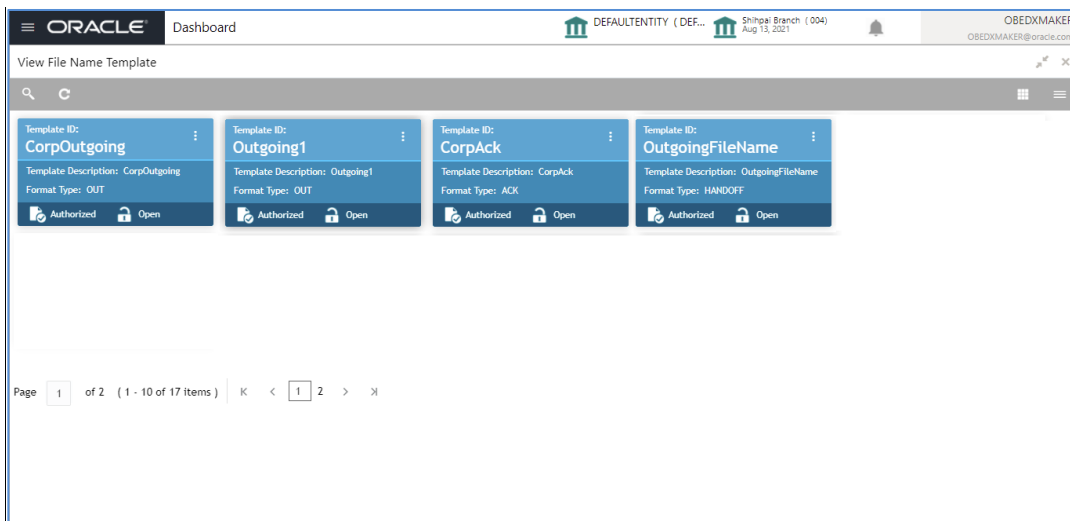 ORACLE Dashboard DEFAULTENTITY ( DEF... Shihpai Branch ( 004) OBEDXMAKER
Aug 13, 2021 OBEDXMAKER@oracle.com
View File Name Template
Template ID: Template ID: Template ID: Template ID:
CorpOutgoing Outgoing1 CorpAck OutgoingFileName
Template Description: CorpOutgoing Template Description: Outgoing1 Template Description: CorpAck Template Description: OutgoingFileName
Format Type: OUT Format Type: OUT Format Type: ACK Format Type: HANDOFF
Authorized Open Authorized Open Authorized Open Authorized Open
Page 1 of 2 ( 1 - 10 of 17 items ) 1 2